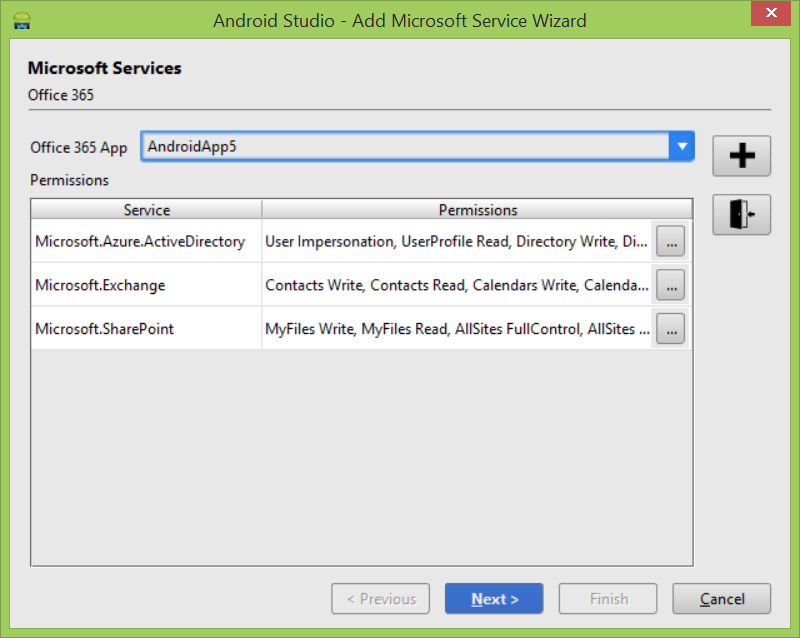 Android Studio - Add Microsoft Service Wizard
Microsoft Services
Office 365
Office 365 App AndroidApp5
Permissions
Service Permissions
Microsoft.Azure.ActiveDirectory User Impersonation, UserProfile Read, Directory Write, Di... ...
Microsoft.Exchange Contacts Write, Contacts Read, Calendars Write, Calenda... ...
Microsoft.SharePoint MyFiles Write, MyFiles Read, AllSites FullControl, AllSites ... ...
< Previous Next > Finish Cancel